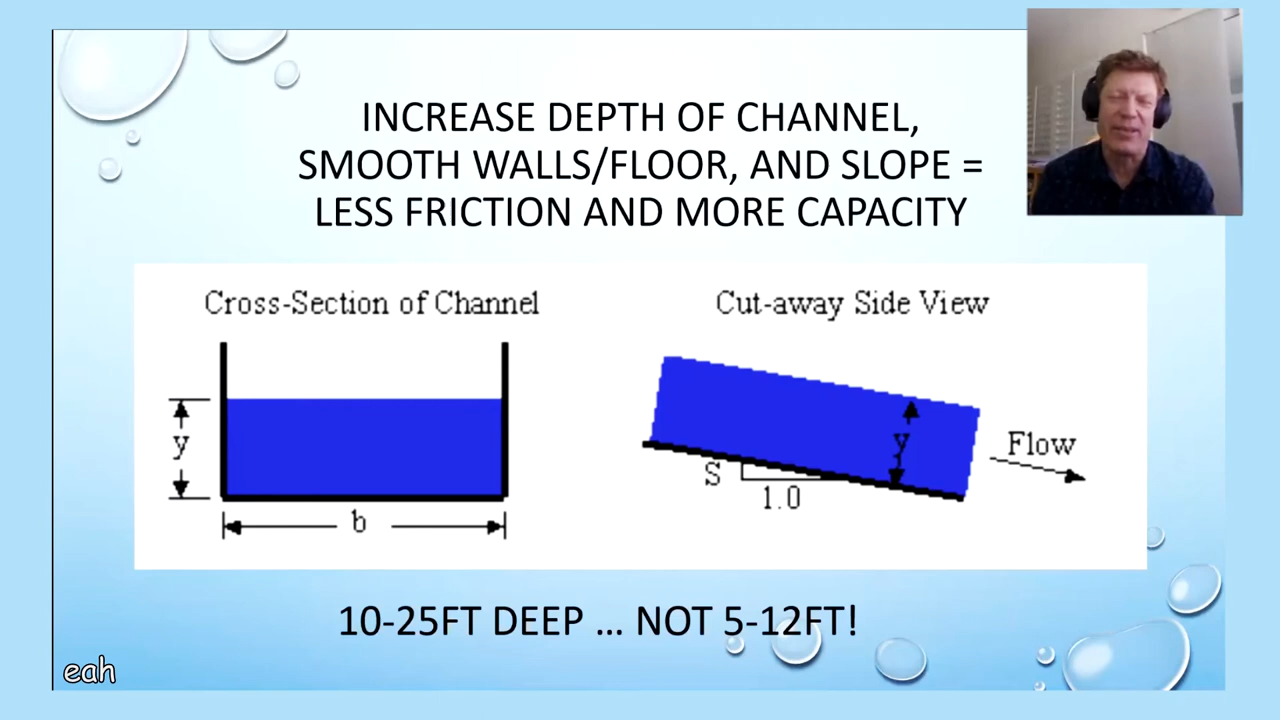 INCREASE DEPTH OF CHANNEL,
SMOOTH WALLS/FLOOR, AND SLOPE =
LESS FRICTION AND MORE CAPACITY
Cross-Section of Channel
y
b
Cut-away Side View
y
S
1.0
Flow
10-25FT DEEP ... NOT 5-12FT!
eah